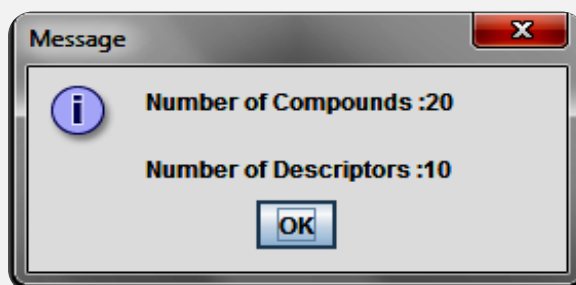 Message
x
i
Number of Compounds :20
Number of Descriptors :10
OK